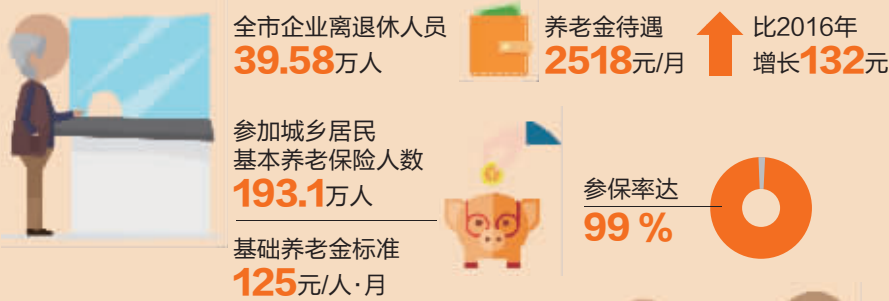 全市企业离退休人员
39.58万人
养老金待遇
2518元/月
比2016年
增长132元
参加城乡居民
基本养老保险人数
193.1万人
基础养老金标准
125元/人·月
参保率达
99 %